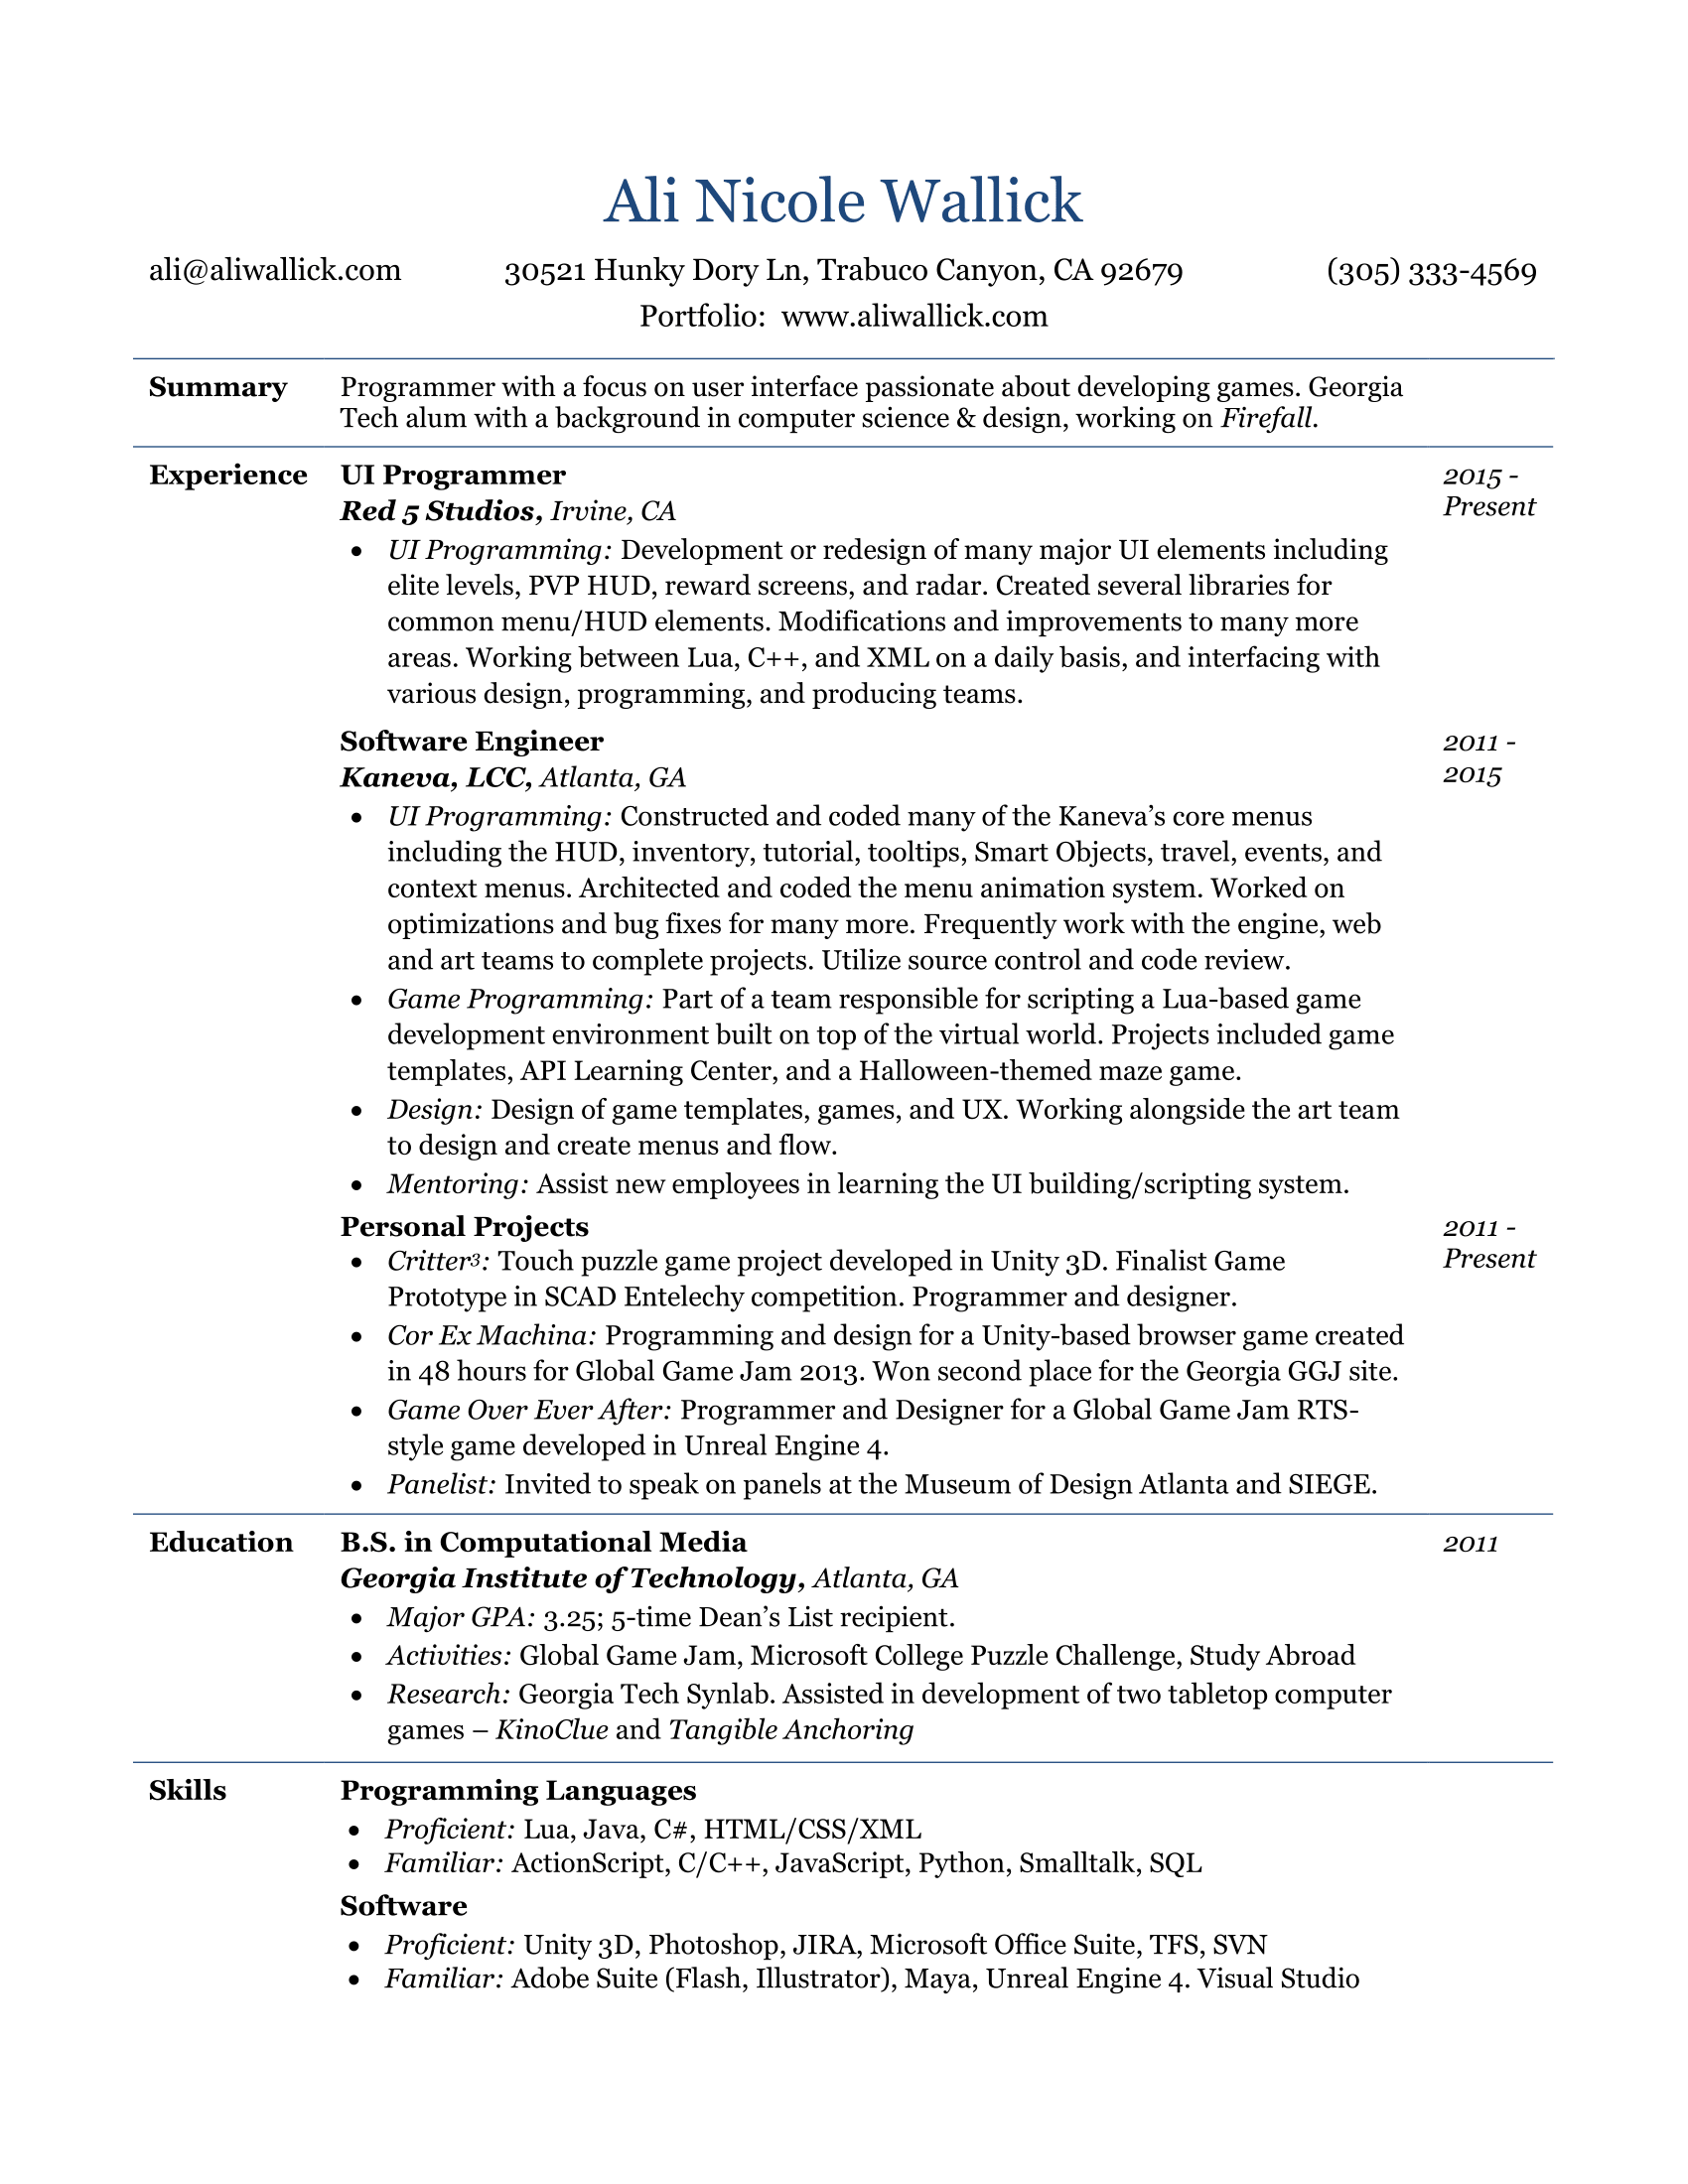 Ali Nicole Wallick
ali@aliwallick.com 30521 Hunky Dory Ln, Trabuco Canyon, CA 92679 (305) 333-4569
Portfolio: www.aliwallick.com
Summary Programmer with a focus on user interface passionate about developing games. Georgia
Tech alum with a background in computer science & design, working on Firefall.
Experience UI Programmer 2015 -
Red 5 Studios, Irvine, CA Present
• UI Programming: Development or redesign of many major UI elements including
elite levels, PVP HUD, reward screens, and radar. Created several libraries for
common menu/HUD elements. Modifications and improvements to many more
areas. Working between Lua, C++, and XML on a daily basis, and interfacing with
various design, programming, and producing teams.
Software Engineer 2011 -
Kaneva, LCC, Atlanta, GA 2015
• UI Programming: Constructed and coded many of the Kaneva’s core menus
including the HUD, inventory, tutorial, tooltips, Smart Objects, travel, events, and
context menus. Architected and coded the menu animation system. Worked on
optimizations and bug fixes for many more. Frequently work with the engine, web
and art teams to complete projects. Utilize source control and code review.
• Game Programming: Part of a team responsible for scripting a Lua-based game
development environment built on top of the virtual world. Projects included game
templates, API Learning Center, and a Halloween-themed maze game.
• Design: Design of game templates, games, and UX. Working alongside the art team
to design and create menus and flow.
• Mentoring: Assist new employees in learning the UI building/scripting system.
Personal Projects 2011 -
• Critter³: Touch puzzle game project developed in Unity 3D. Finalist Game Present
Prototype in SCAD Entelechy competition. Programmer and designer.
• Cor Ex Machina: Programming and design for a Unity-based browser game created
in 48 hours for Global Game Jam 2013. Won second place for the Georgia GGJ site.
• Game Over Ever After: Programmer and Designer for a Global Game Jam RTS-
style game developed in Unreal Engine 4.
• Panelist: Invited to speak on panels at the Museum of Design Atlanta and SIEGE.
Education B.S. in Computational Media 2011
Georgia Institute of Technology, Atlanta, GA
• Major GPA: 3.25; 5-time Dean’s List recipient.
• Activities: Global Game Jam, Microsoft College Puzzle Challenge, Study Abroad
• Research: Georgia Tech Synlab. Assisted in development of two tabletop computer
games – KinoClue and Tangible Anchoring
Skills Programming Languages
• Proficient: Lua, Java, C#, HTML/CSS/XML
• Familiar: ActionScript, C/C++, JavaScript, Python, Smalltalk, SQL
Software
• Proficient: Unity 3D, Photoshop, JIRA, Microsoft Office Suite, TFS, SVN
• Familiar: Adobe Suite (Flash, Illustrator), Maya, Unreal Engine 4. Visual Studio